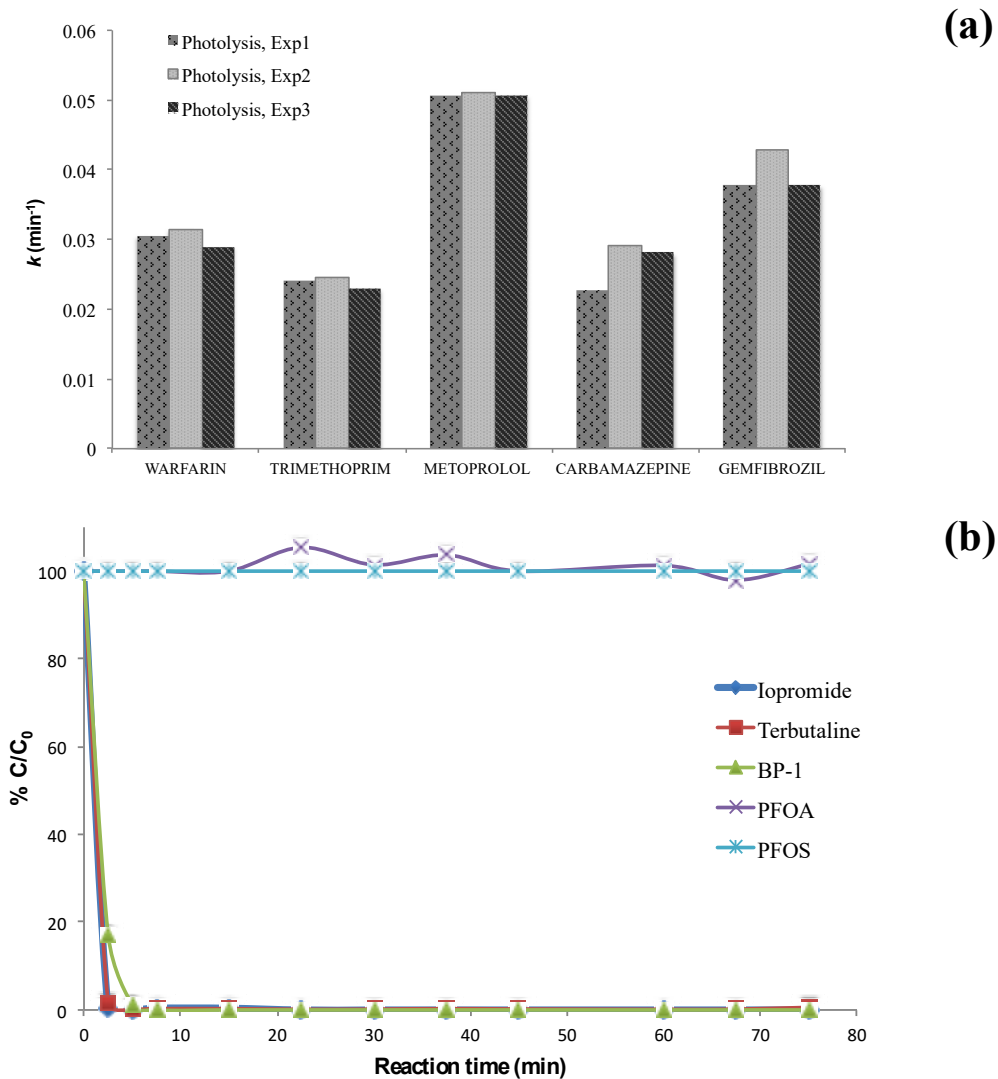 (a)
0.06
0.05
0.04
0.03
0.02
0.01
0
k (min⁻¹)
Photolysis, Exp1
Photolysis, Exp2
Photolysis, Exp3
WARFARIN TRIMETHOPRIM METOPROLOL CARBAMAZEPINE GEMFIBROZIL
(b)
100
80
60
40
20
0
% C/C₀
Iopromide
Terbutaline
BP-1
PFOA
PFOS
0 10 20 30 40 50 60 70 80
Reaction time (min)